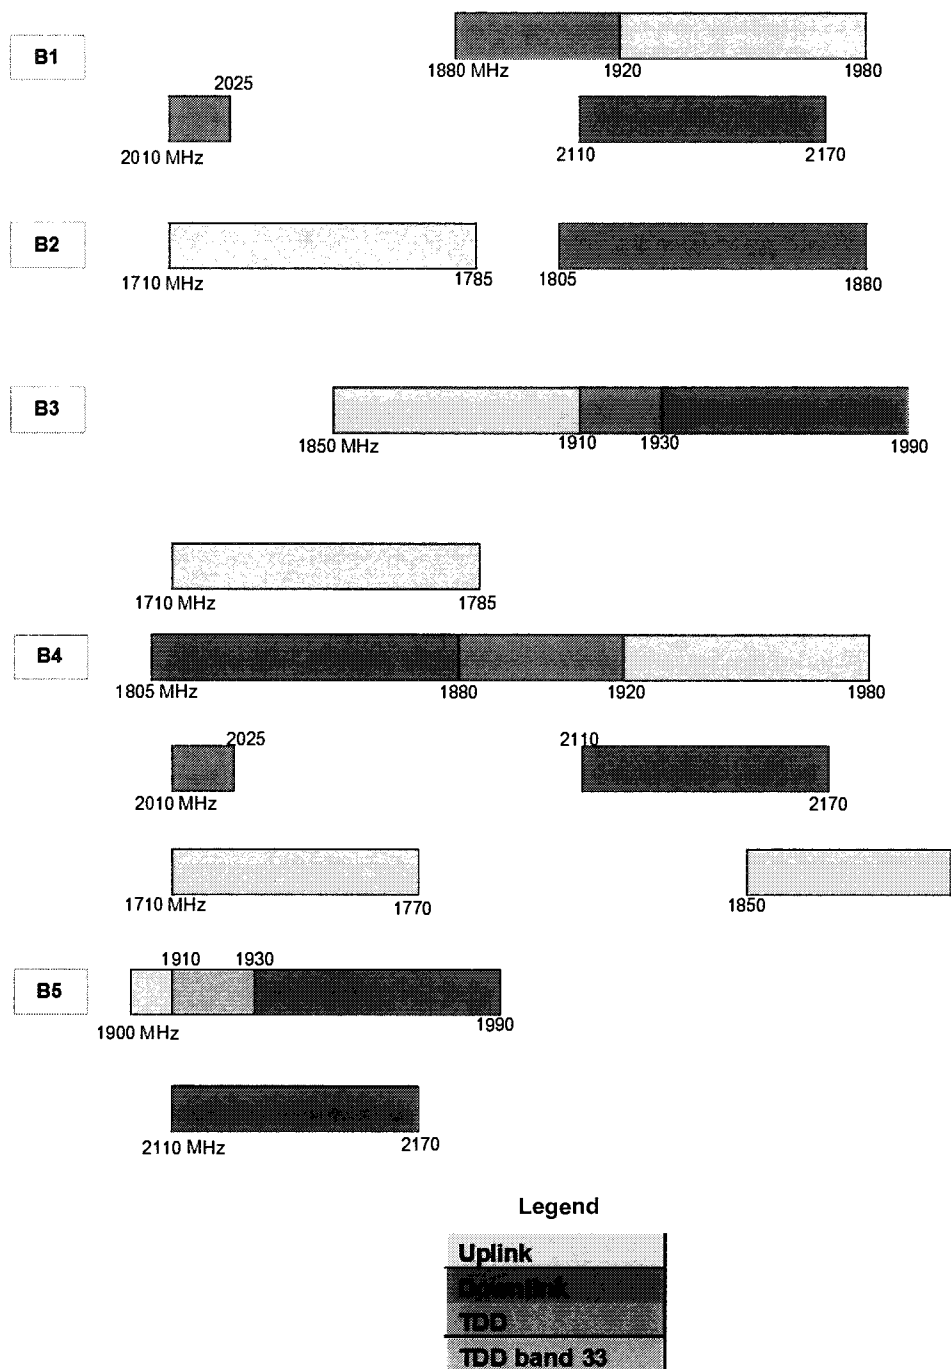 B1
1880 MHz 1920 1980
2025
2010 MHz 2110 2170
B2
1710 MHz 1785 1805 1880
B3
1850 MHz 1910 1930 1990
1710 MHz 1785
B4
1805 MHz 1880 1920 1980
2025 2110
2010 MHz 2170
1710 MHz 1770 1850
1910 1930
B5
1900 MHz 1990
2110 MHz 2170
Legend
Uplink
Downlink
TDD
TDD band 33